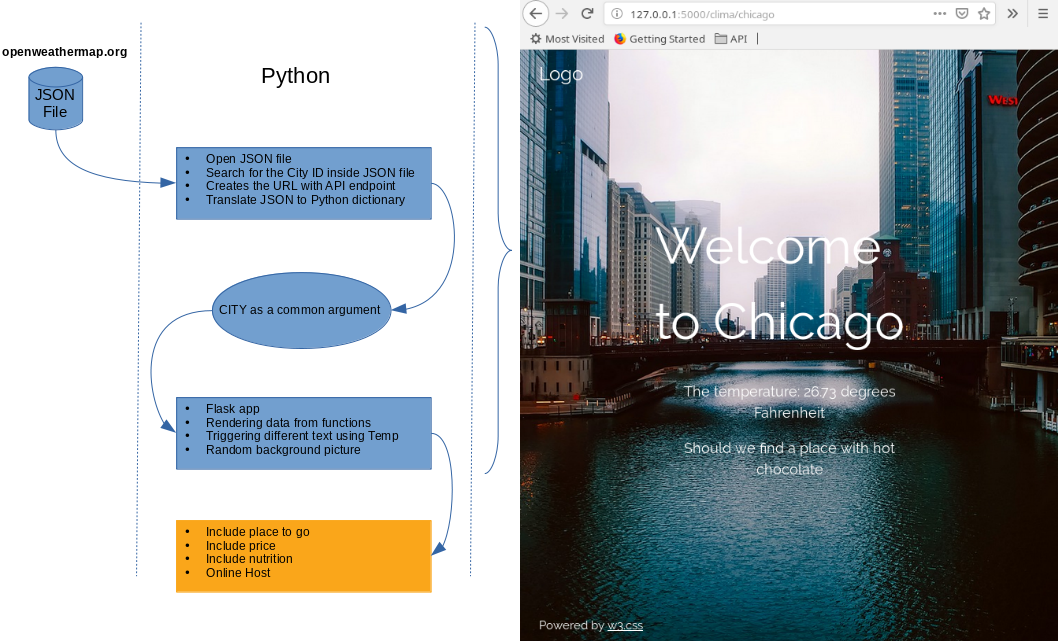 openweathermap.org
JSON
File
Python
• Open JSON file
• Search for the City ID inside JSON file
• Creates the URL with API endpoint
• Translate JSON to Python dictionary
CITY as a common argument
• Flask app
• Rendering data from functions
• Triggering different text using Temp
• Random background picture
• Include place to go
• Include price
• Include nutrition
• Online Host
127.0.0.1:5000/clima/chicago
Most Visited Getting Started API
Logo
Welcome
to Chicago
The temperature: 26.73 degrees
Fahrenheit
Should we find a place with hot
chocolate
Powered by w3.css